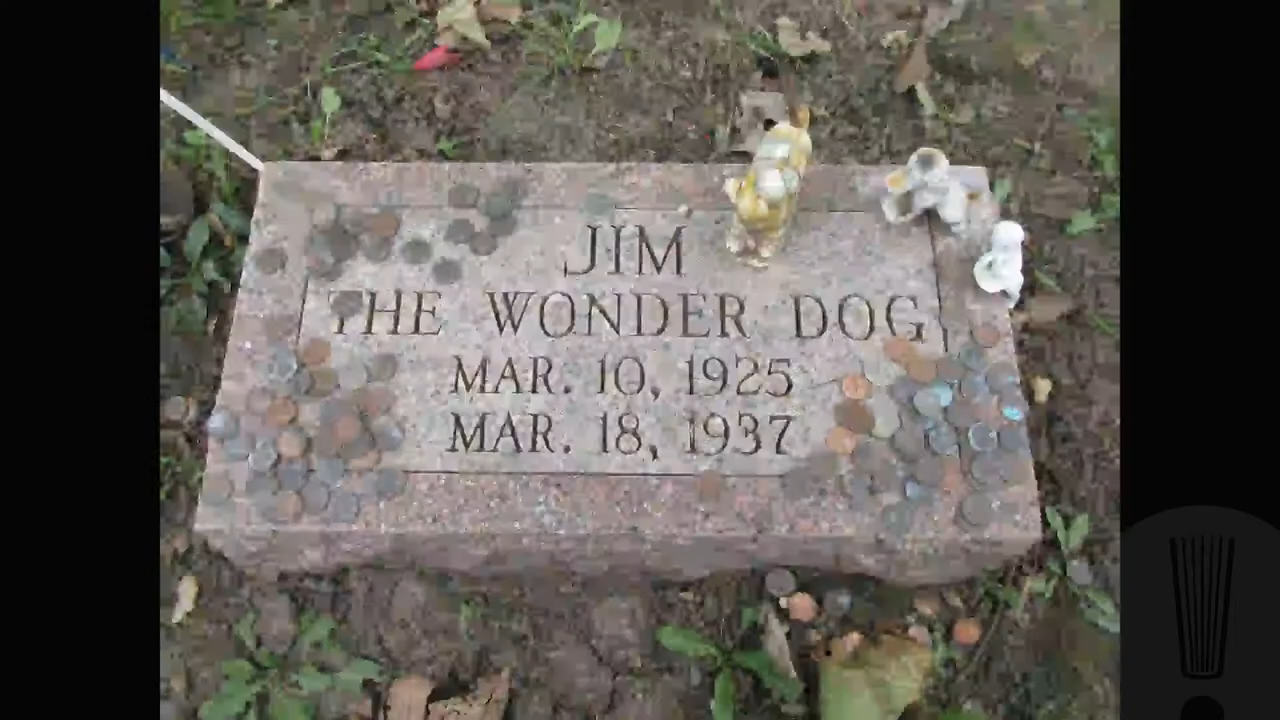 JIM
THE WONDER DOG
MAR. 10, 1925
MAR. 18, 1937